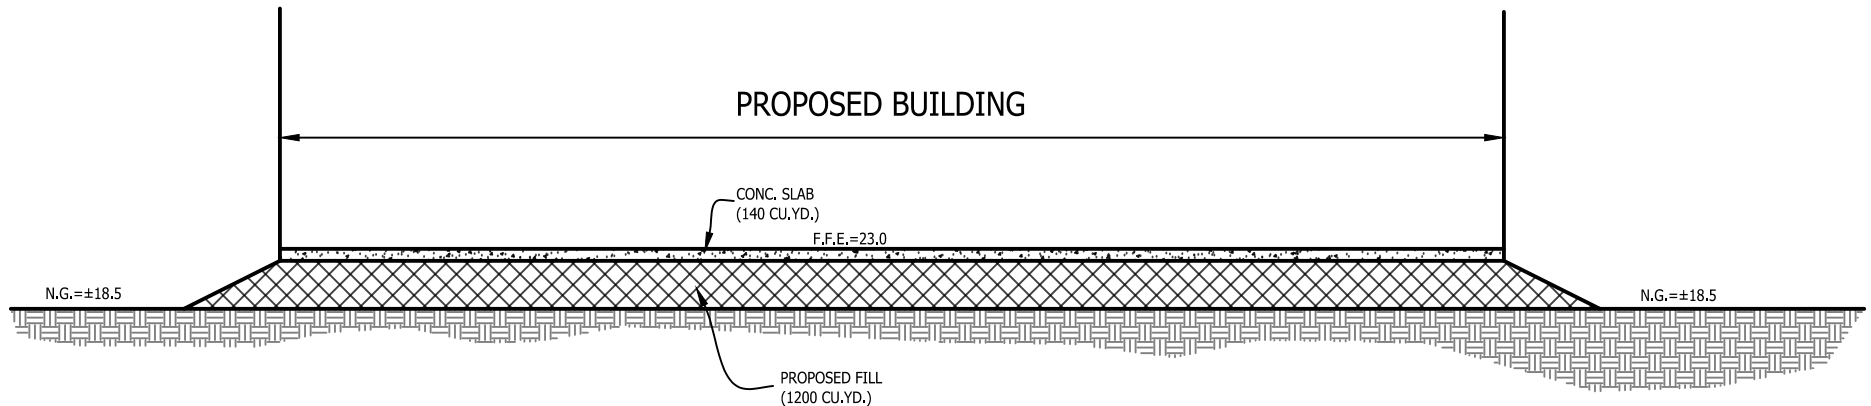 PROPOSED BUILDING
CONC. SLAB
(140 CU.YD.)
F.F.E.=23.0
N.G.=±18.5
N.G.=±18.5
PROPOSED FILL
(1200 CU.YD.)